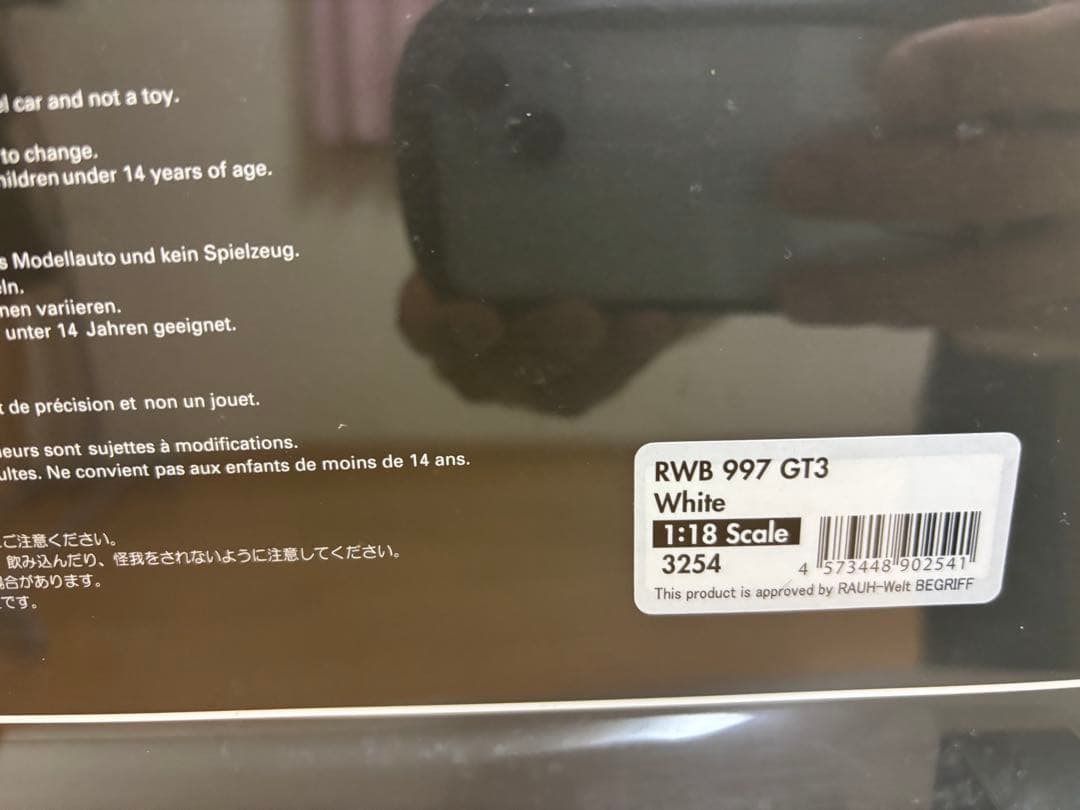 car and not a toy.
to change.
children under 14 years of age.
Modellauto und kein Spielzeug.
variieren.
unter 14 Jahren geeignet.
de précision et non un jouet.
sont sujettes à modifications.
Ne convient pas aux enfants de moins de 14 ans.
ご注意ください。
飲み込んだり、怪我をされないように注意してください。
場合があります。
です。
RWB 997 GT3
White
1:18 Scale
3254
4 573448 902541
This product is approved by RAUH-Welt BEGRIFF